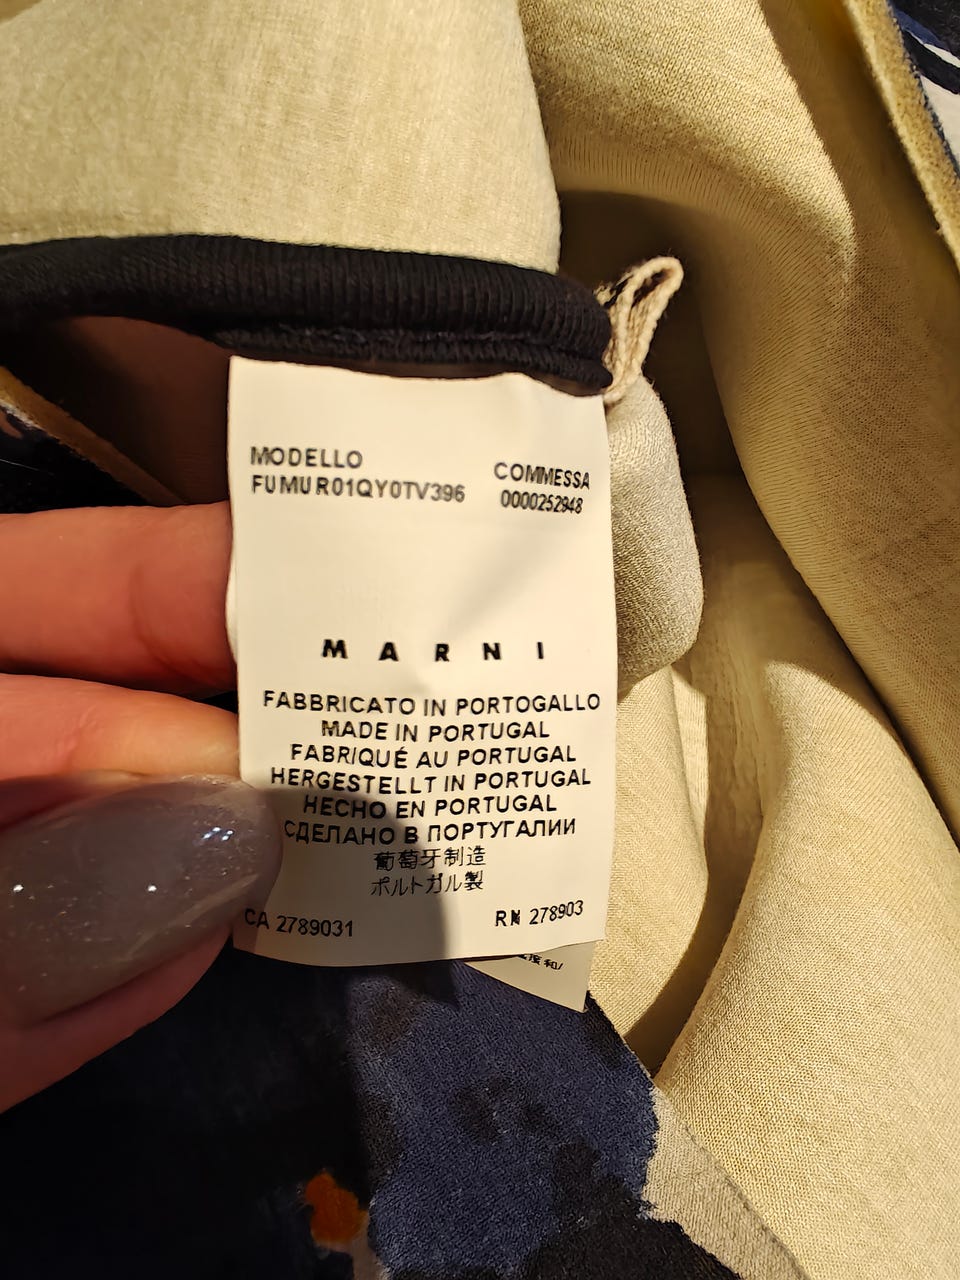 MODELLO
FUMUR01QY0TV396
COMMESSA
0000252948
MARNI
FABBRICATO IN PORTOGALLO
MADE IN PORTUGAL
FABRIQUÉ AU PORTUGAL
HERGESTELLT IN PORTUGAL
HECHO EN PORTUGAL
СДЕЛАНО В ПОРТУГАЛИИ
葡萄牙制造
ポルトガル製
CA 2789031
RN 278903